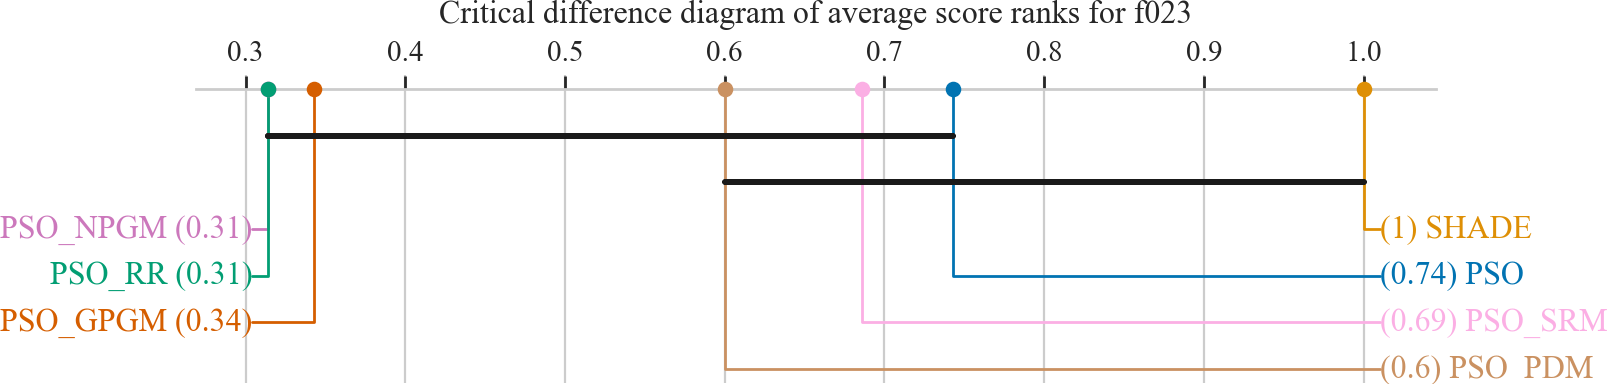 Critical difference diagram of average score ranks for f023
0.3 0.4 0.5 0.6 0.7 0.8 0.9 1.0
PSO_NPGM (0.31) (1) SHADE
PSO_RR (0.31) (0.74) PSO
PSO_GPGM (0.34) (0.69) PSO_SRM
(0.6) PSO_PDM